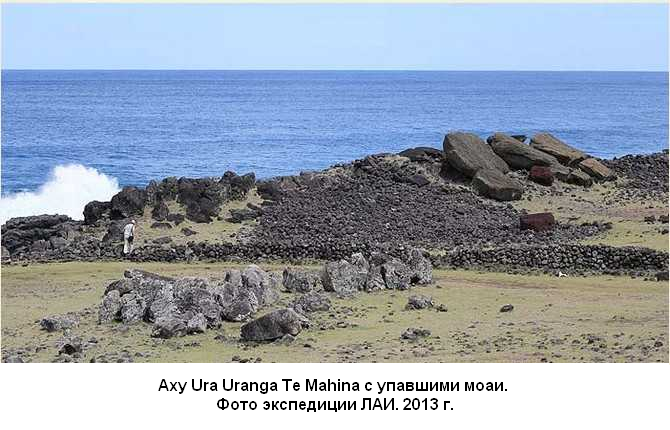 Аху Ura Uranga Te Mahina с упавшими моаи.
Фото экспедиции ЛАИ. 2013 г.